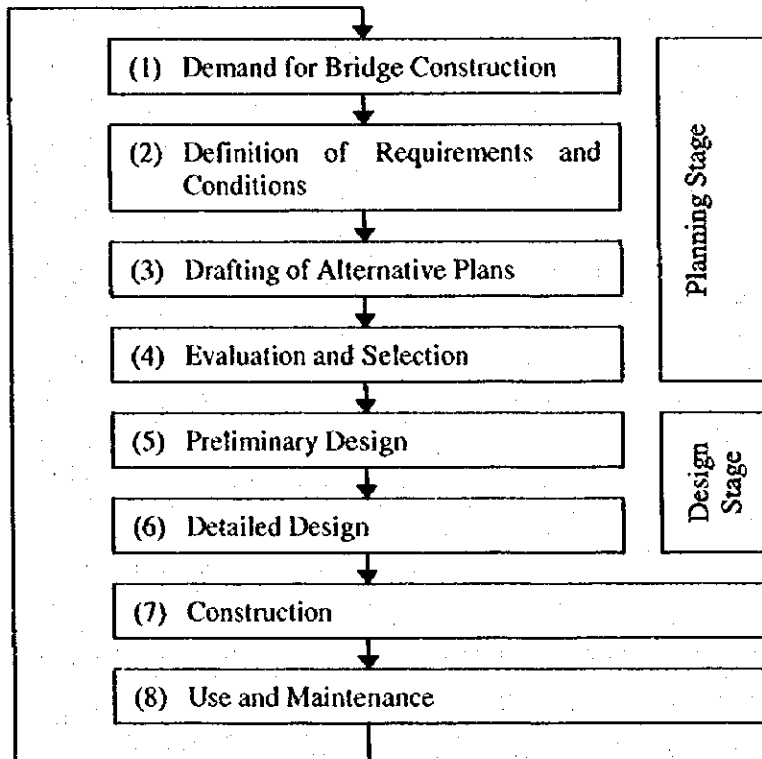 (1) Demand for Bridge Construction
(2) Definition of Requirements and
Conditions
(3) Drafting of Alternative Plans
(4) Evaluation and Selection
Planning Stage
(5) Preliminary Design
(6) Detailed Design
Design
Stage
(7) Construction
(8) Use and Maintenance